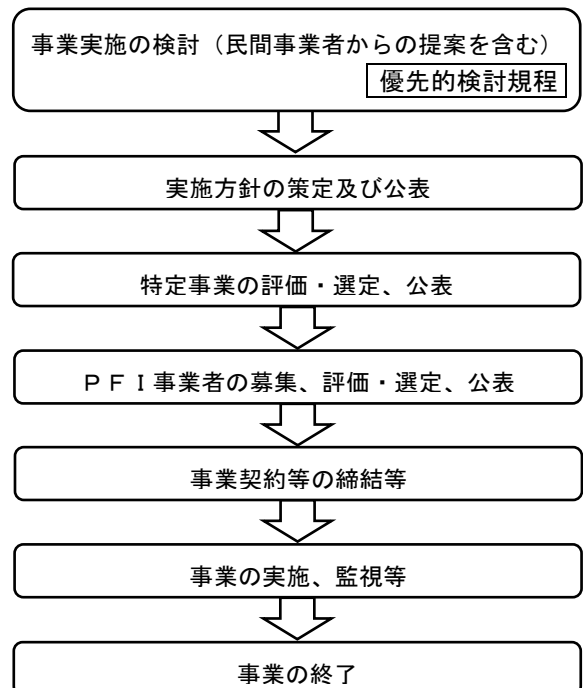 事業実施の検討（民間事業者からの提案を含む）
優先的検討規程
実施方針の策定及び公表
特定事業の評価・選定、公表
ＰＦＩ事業者の募集、評価・選定、公表
事業契約等の締結等
事業の実施、監視等
事業の終了